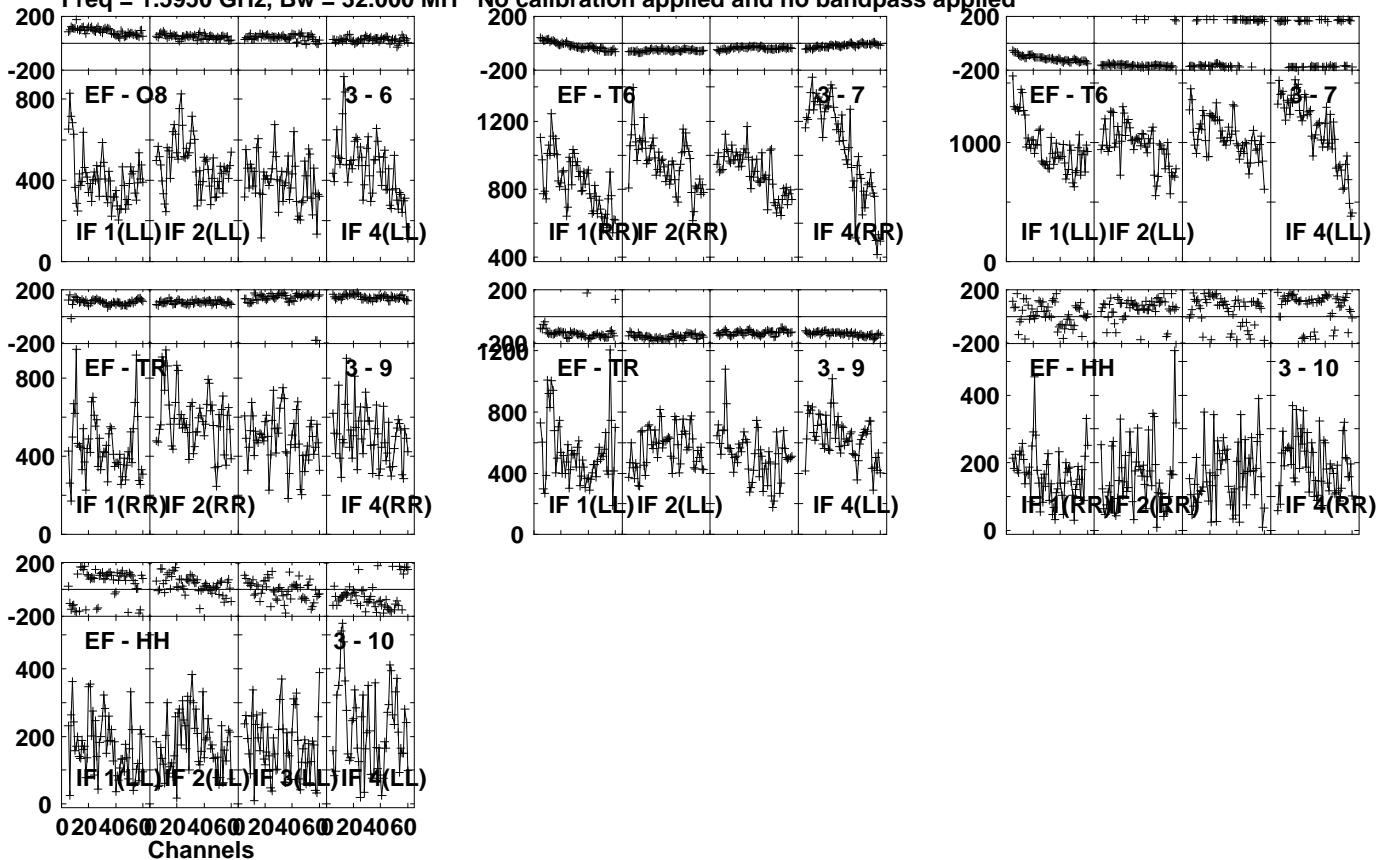 Freq = 1.5950 GHz, Bw = 32.000 MH No calibration applied and no bandpass applied
200
-200
800
400
0
EF - O8 3 - 6
IF 1(LL) IF 2(LL) IF 4(LL)
1200
800
400
EF - T6 3 - 7
IF 1(RR) IF 2(RR) IF 4(RR)
200
-200
1000
0
EF - T6 3 - 7
IF 1(LL) IF 2(LL) IF 4(LL)
200
-200
800
400
0
EF - TR 3 - 9
IF 1(RR) IF 2(RR) IF 4(RR)
200
-200
1200
800
400
0
EF - TR 3 - 9
IF 1(LL) IF 2(LL) IF 4(LL)
200
-200
400
200
0
EF - HH 3 - 10
IF 1(RR) IF 2(RR) IF 4(RR)
200
-200
400
200
0
EF - HH 3 - 10
IF 1(LL) IF 2(LL) IF 3(LL) IF 4(LL)
0 20 40 60 0 20 40 60 0 20 40 60 0 20 40 60
Channels